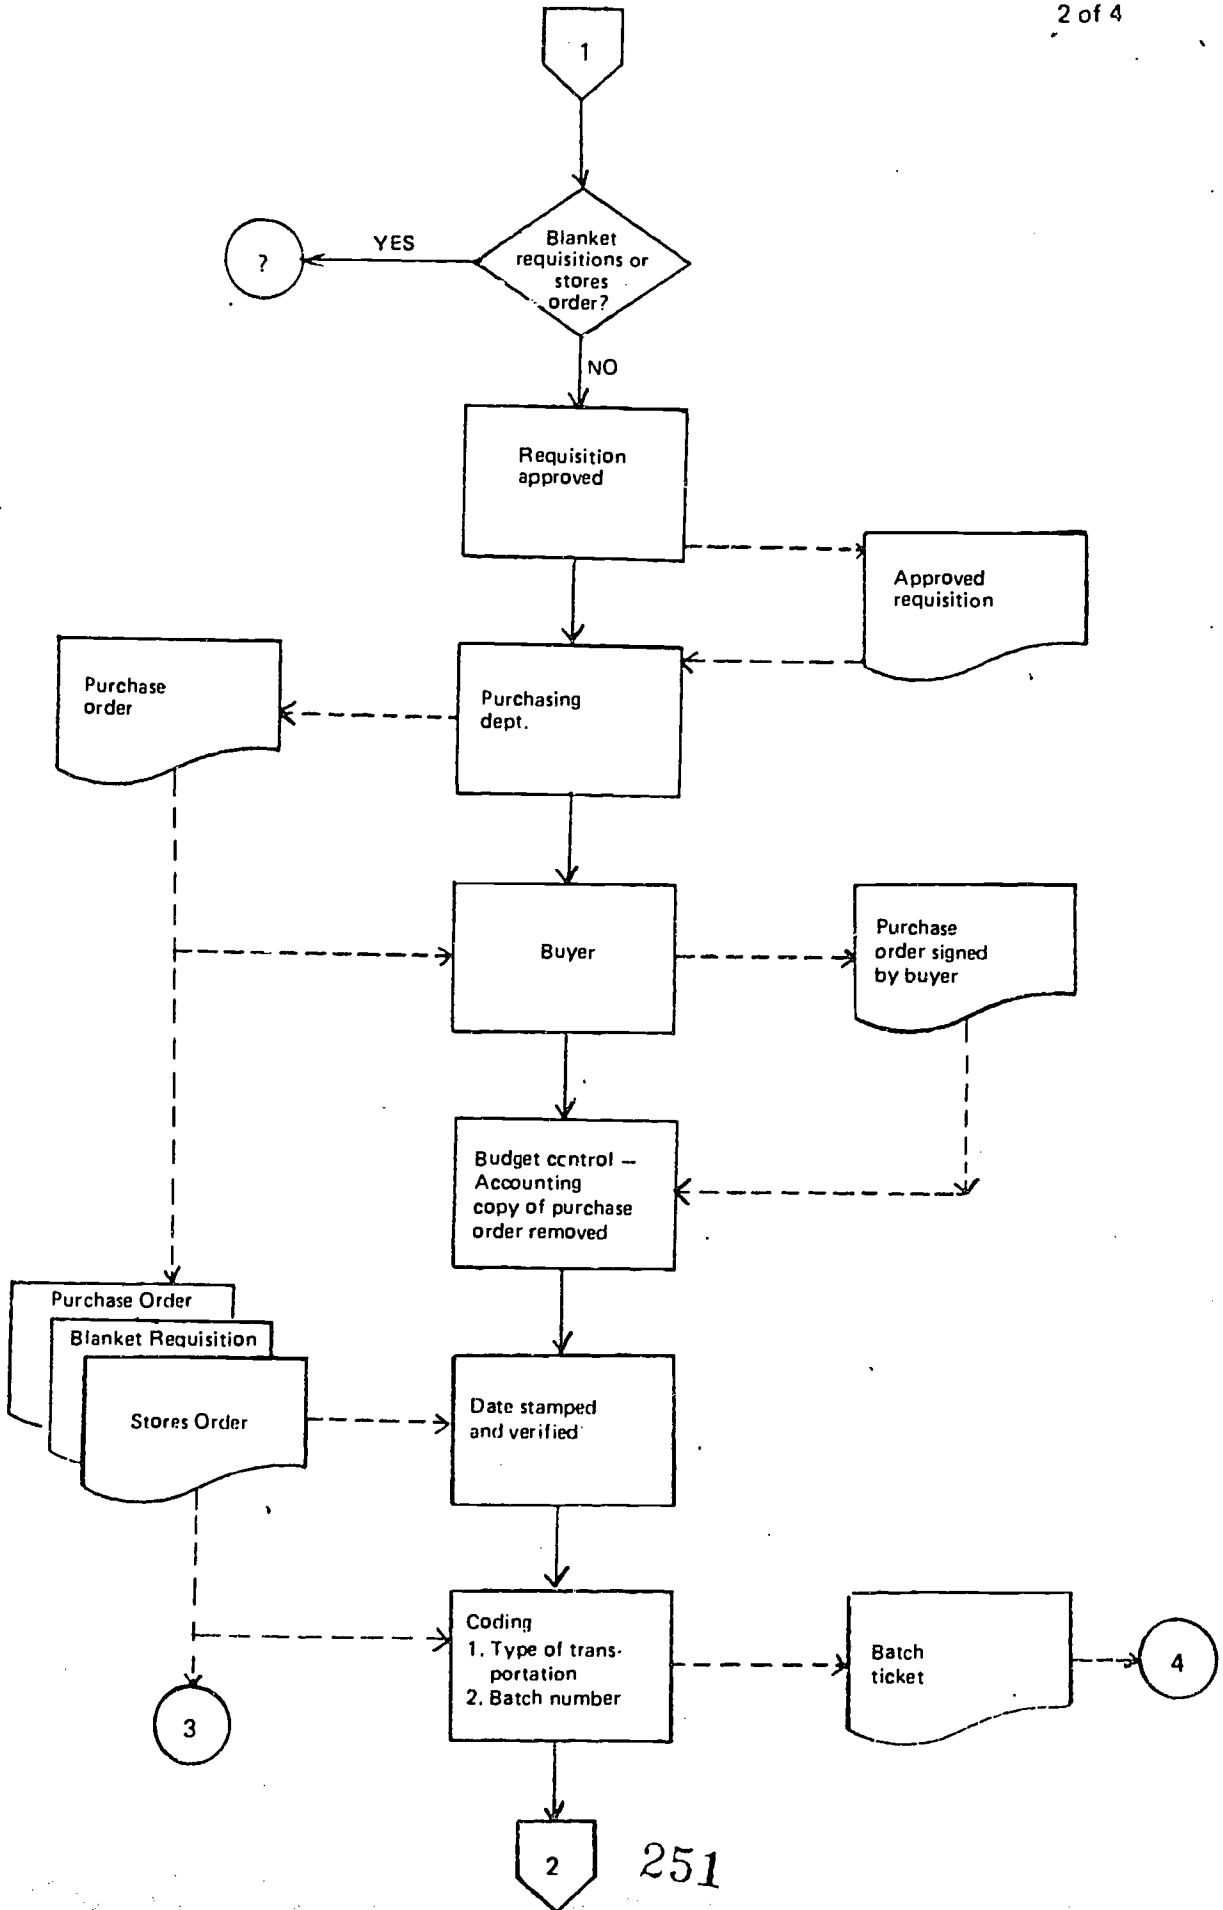 2 of 4
1
YES
?
Blanket
requisitions or
stores
order?
NO
Requisition
approved
Approved
requisition
Purchase
order
Purchasing
dept.
Buyer
Purchase
order signed
by buyer
Budget control —
Accounting
copy of purchase
order removed
Purchase Order
Blanket Requisition
Stores Order
Date stamped
and verified
Coding
1. Type of trans-
portation
2. Batch number
Batch
ticket
4
3
2
251